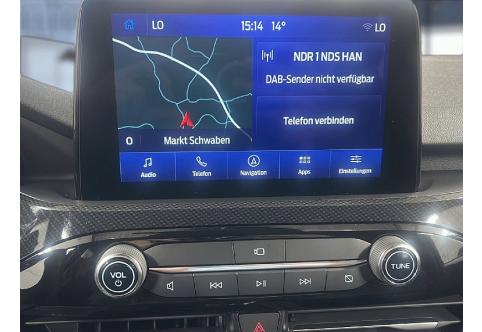 LO 15:14 14° LO
NDR 1 NDS HAN
DAB-Sender nicht verfügbar
Telefon verbinden
0 Markt Schwaben
Audio Telefon Navigation Apps Einstellungen
VOL
TUNE